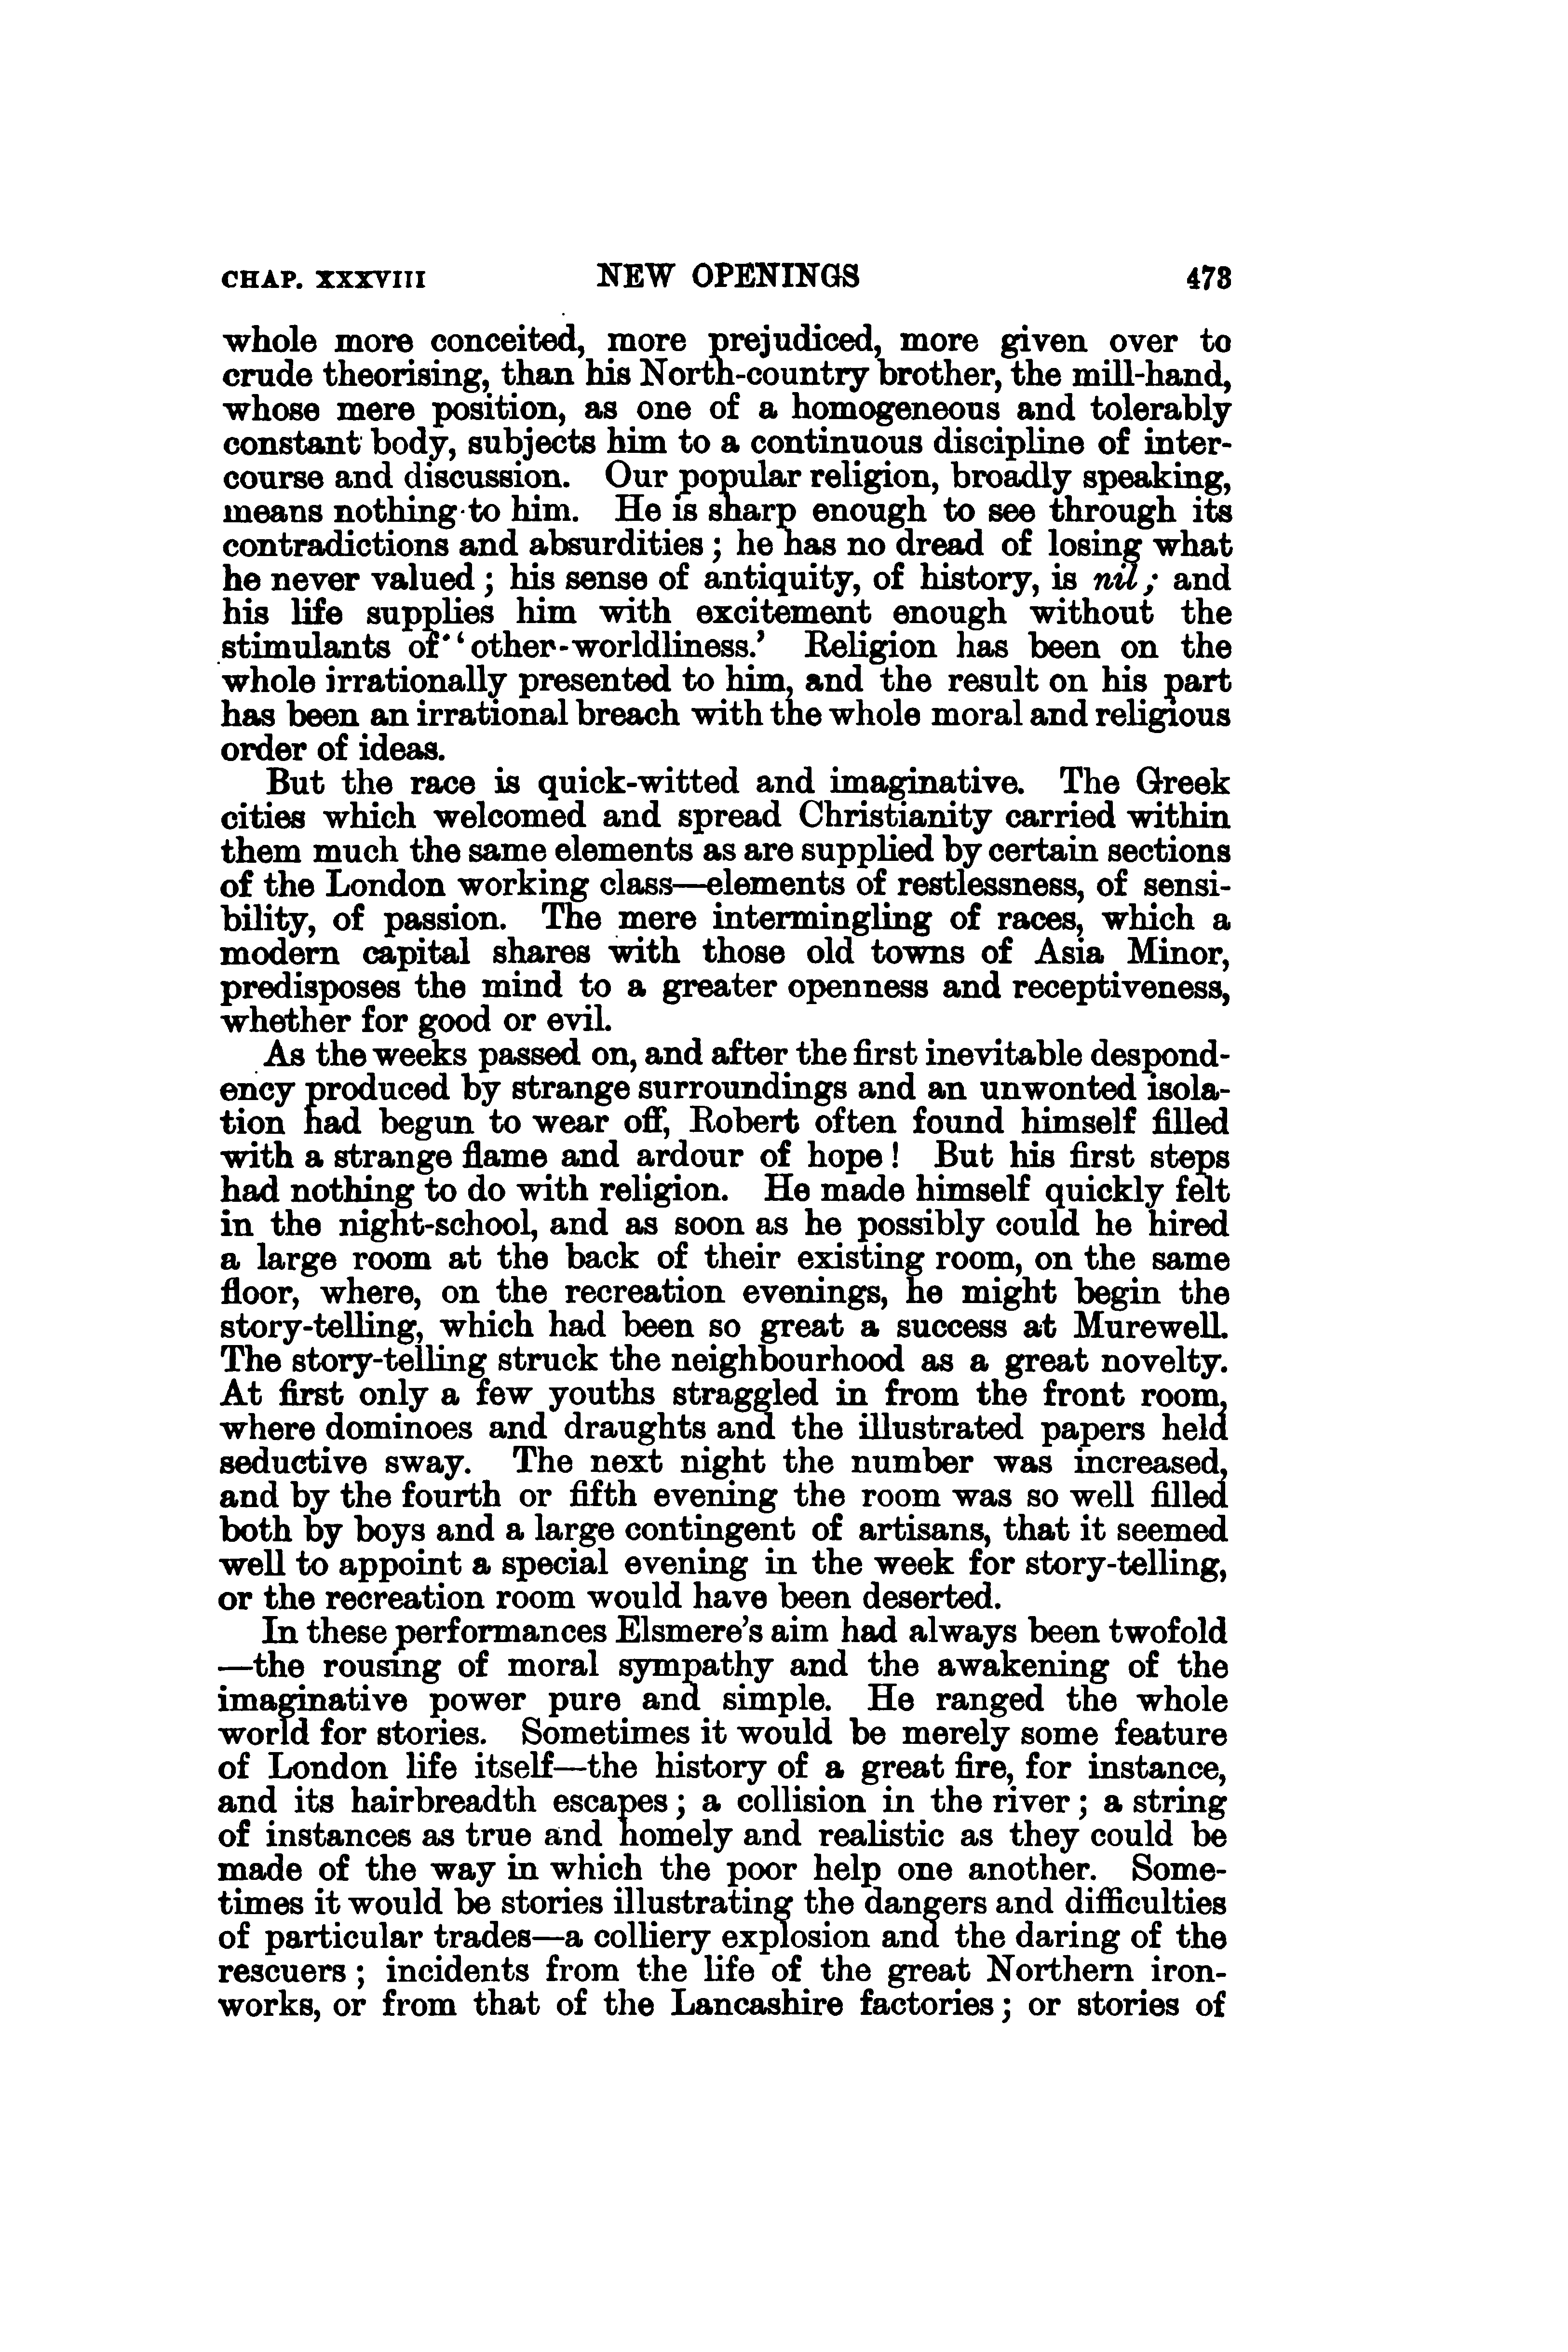 CHAP. XXXVIII NEW OPENINGS 473
whole more conceited, more prejudiced, more given over to
crude theorising, than his North-country brother, the mill-hand,
whose mere position, as one of a homogeneous and tolerably
constant body, subjects him to a continuous discipline of inter-
course and discussion. Our popular religion, broadly speaking,
means nothing to him. He is sharp enough to see through its
contradictions and absurdities; he has no dread of losing what
he never valued; his sense of antiquity, of history, is nil; and
his life supplies him with excitement enough without the
stimulants of ‘other-worldliness.’ Religion has been on the
whole irrationally presented to him, and the result on his part
has been an irrational breach with the whole moral and religious
order of ideas.
But the race is quick-witted and imaginative. The Greek
cities which welcomed and spread Christianity carried within
them much the same elements as are supplied by certain sections
of the London working class—elements of restlessness, of sensi-
bility, of passion. The mere intermingling of races, which a
modern capital shares with those old towns of Asia Minor,
predisposes the mind to a greater openness and receptiveness,
whether for good or evil.
As the weeks passed on, and after the first inevitable despond-
ency produced by strange surroundings and an unwonted isola-
tion had begun to wear off, Robert often found himself filled
with a strange flame and ardour of hope! But his first steps
had nothing to do with religion. He made himself quickly felt
in the night-school, and as soon as he possibly could he hired
a large room at the back of their existing room, on the same
floor, where, on the recreation evenings, he might begin the
story-telling, which had been so great a success at Murewell.
The story-telling struck the neighbourhood as a great novelty.
At first only a few youths straggled in from the front room,
where dominoes and draughts and the illustrated papers held
seductive sway. The next night the number was increased,
and by the fourth or fifth evening the room was so well filled
both by boys and a large contingent of artisans, that it seemed
well to appoint a special evening in the week for story-telling,
or the recreation room would have been deserted.
In these performances Elsmere’s aim had always been twofold
—the rousing of moral sympathy and the awakening of the
imaginative power pure and simple. He ranged the whole
world for stories. Sometimes it would be merely some feature
of London life itself—the history of a great fire, for instance,
and its hairbreadth escapes; a collision in the river; a string
of instances as true and homely and realistic as they could be
made of the way in which the poor help one another. Some-
times it would be stories illustrating the dangers and difficulties
of particular trades—a colliery explosion and the daring of the
rescuers; incidents from the life of the great Northern iron-
works, or from that of the Lancashire factories; or stories of